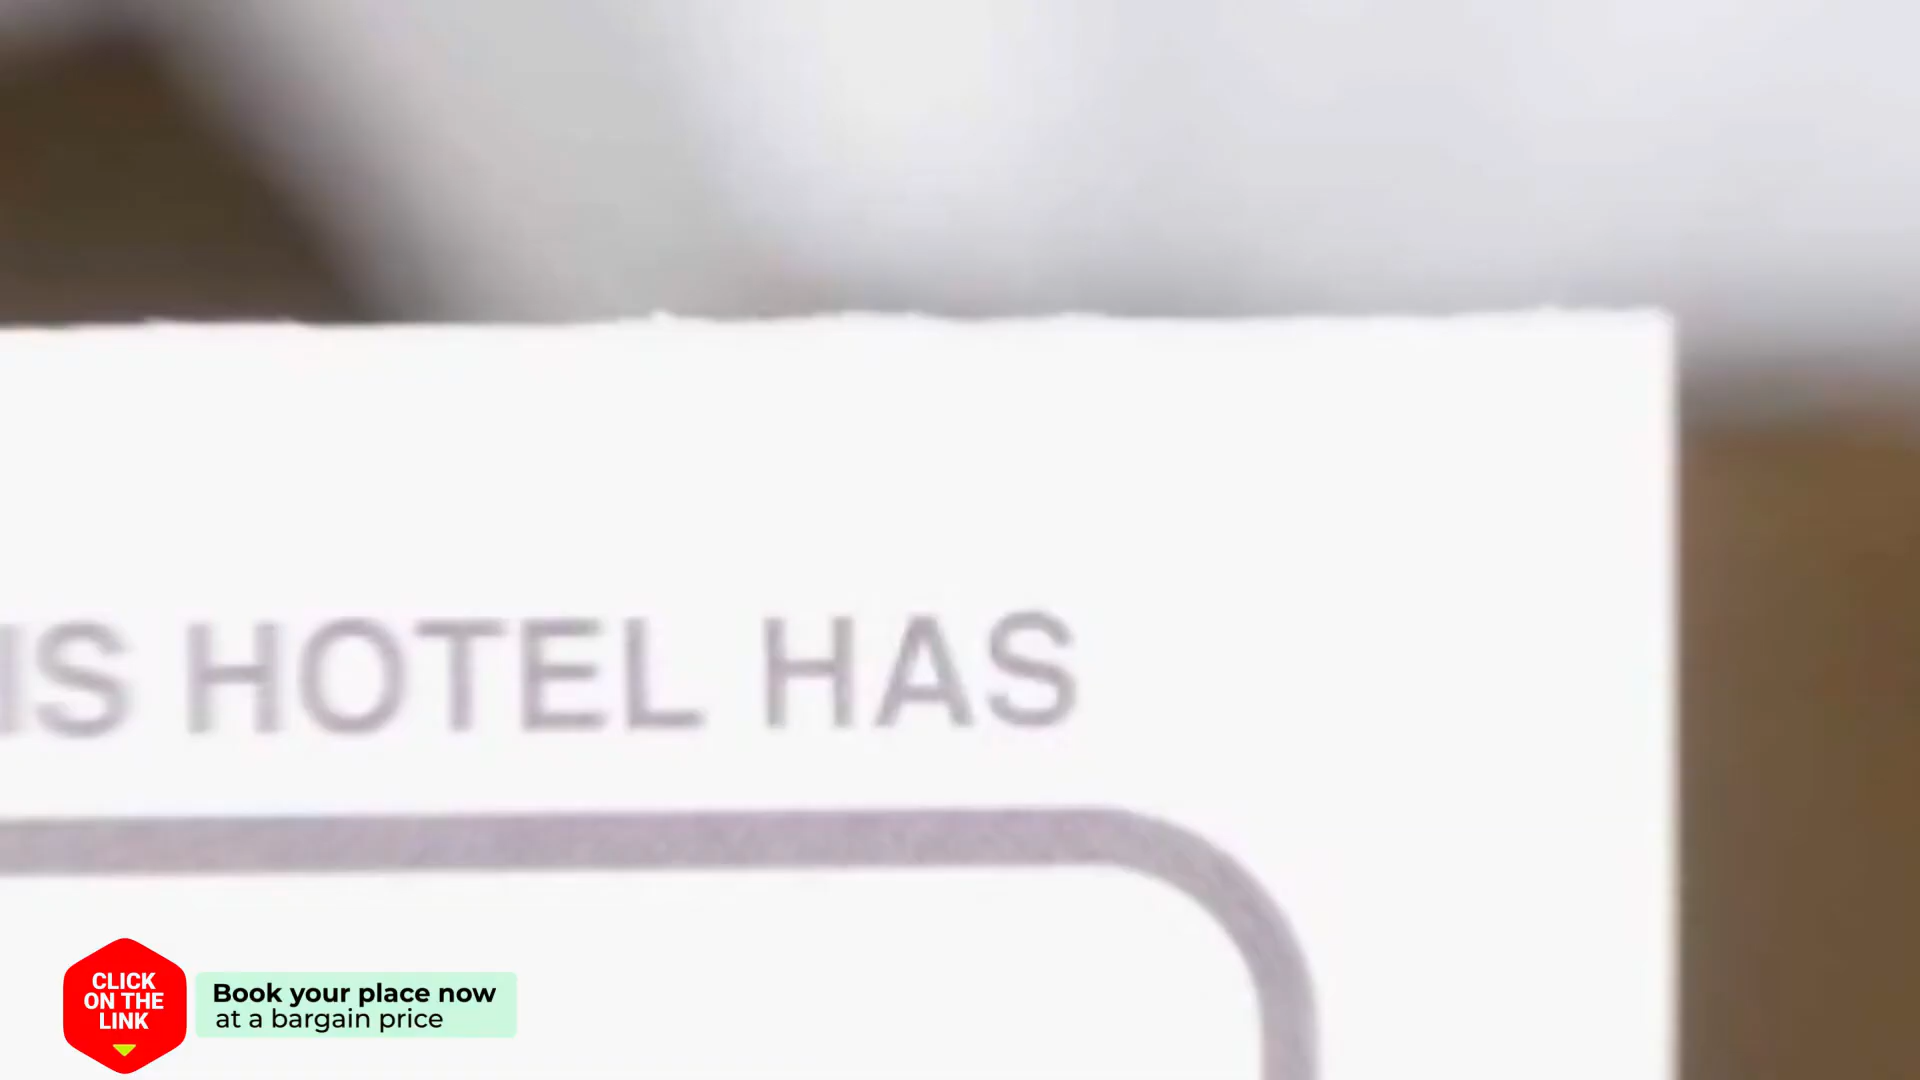 IS HOTEL HAS
CLICK
ON THE
LINK
Book your place now
at a bargain price